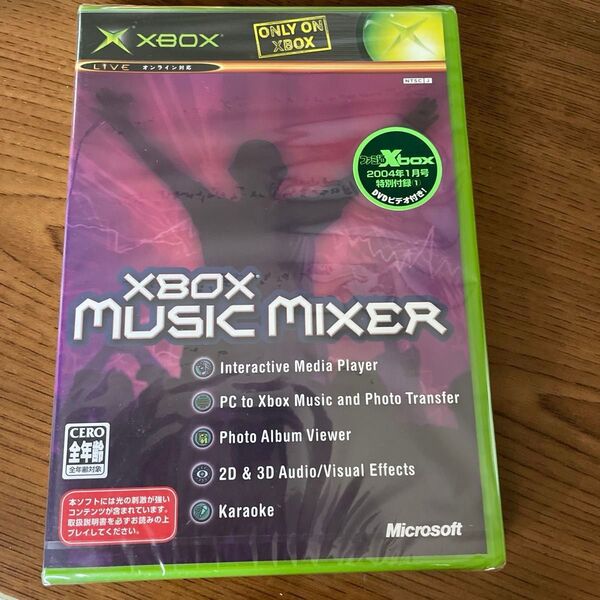 XBOX
ONLY ON
XBOX
LIVE オンライン対応
NTSC J
ファミ通Xbox
2004年1月号
特別付録(1)
DVDビデオ付き!
XBOX
MUSIC MIXER
Interactive Media Player
PC to Xbox Music and Photo Transfer
Photo Album Viewer
2D & 3D Audio/Visual Effects
Karaoke
CERO
全年齢
全年齢対象
本ソフトには光の刺激が強い
コンテンツが含まれています。
取扱説明書を必ずお読みの上
プレイしてください。
Microsoft